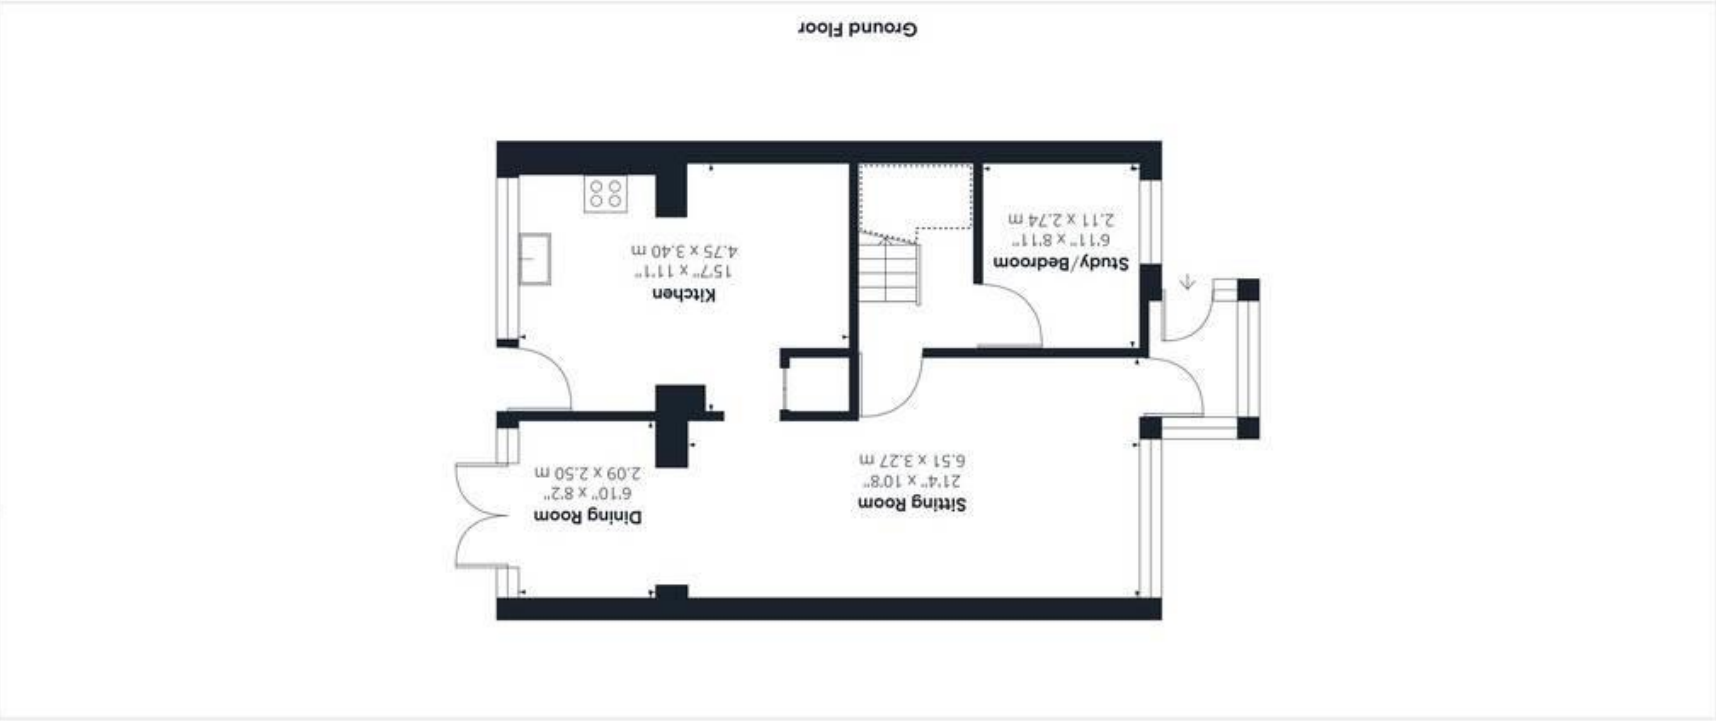 Sitting Room
21'4" x 10'8"
6.51 x 3.27 m
Dining Room
6'10" x 8'2"
2.09 x 2.50 m
Study/Bedroom
6'11" x 8'11"
2.11 x 2.74 m
Kitchen
15'7" x 11'1"
4.75 x 3.40 m
Ground Floor